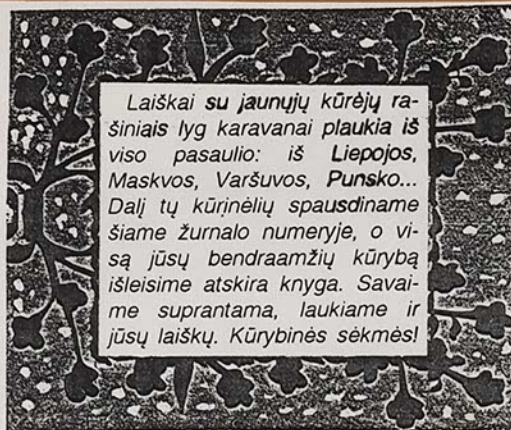 Laiškai su jaunųjų kūrėjų ra-
šiniais lyg karavanai plaukia iš
viso pasaulio: iš Liepojos,
Maskvos, Varšuvos, Punsko...
Dalį tų kūrinėlių spausdiname
šiame žurnalo numeryje, o vi-
są jūsų bendraamžių kūrybą
išleisime atskira knyga. Savai-
me suprantama, laukiame ir
jūsų laiškų. Kūrybinės sėkmės!